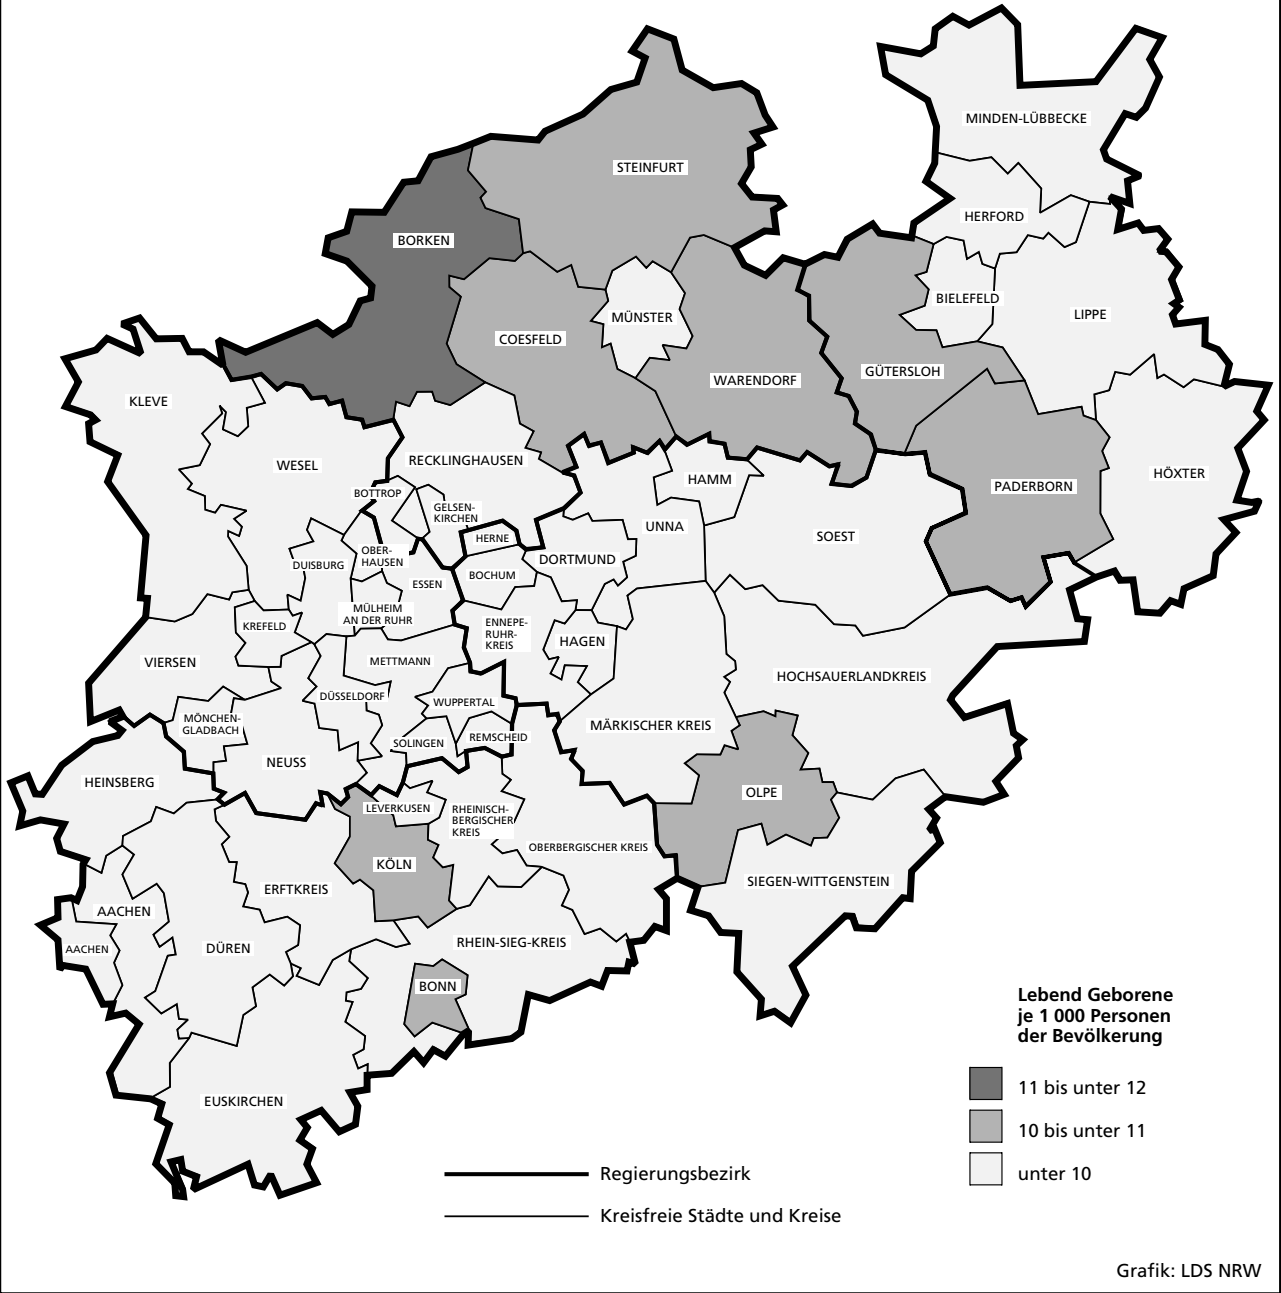 MINDEN-LÜBBECKE
STEINFURT
HERFORD
BORKEN
BIELEFELD
LIPPE
MÜNSTER
COESFELD
GÜTERSLOH
WARENDORF
KLEVE
RECKLINGHAUSEN
WESEL
HÖXTER
HAMM
PADERBORN
BOTTROP
GELSEN-
KIRCHEN
UNNA
SOEST
HERNE
OBER-
HAUSEN
DORTMUND
DUISBURG
BOCHUM
ESSEN
MÜLHEIM
AN DER RUHR
KREFELD
ENNEPE-
RUHR-
KREIS
HAGEN
VIERSEN
METTMANN
HOCHSAUERLANDKREIS
DÜSSELDORF
WUPPERTAL
MÖNCHEN-
GLADBACH
MÄRKISCHER KREIS
SOLINGEN
REMSCHEID
NEUSS
HEINSBERG
OLPE
LEVERKUSEN
RHEINISCH-
BERGISCHER
KREIS
OBERBERGISCHER KREIS
KÖLN
ERFTKREIS
SIEGEN-WITTGENSTEIN
AACHEN
AACHEN
DÜREN
RHEIN-SIEG-KREIS
BONN
EUSKIRCHEN
Lebend Geborene
je 1 000 Personen
der Bevölkerung
11 bis unter 12
10 bis unter 11
unter 10
Regierungsbezirk
Kreisfreie Städte und Kreise
Grafik: LDS NRW